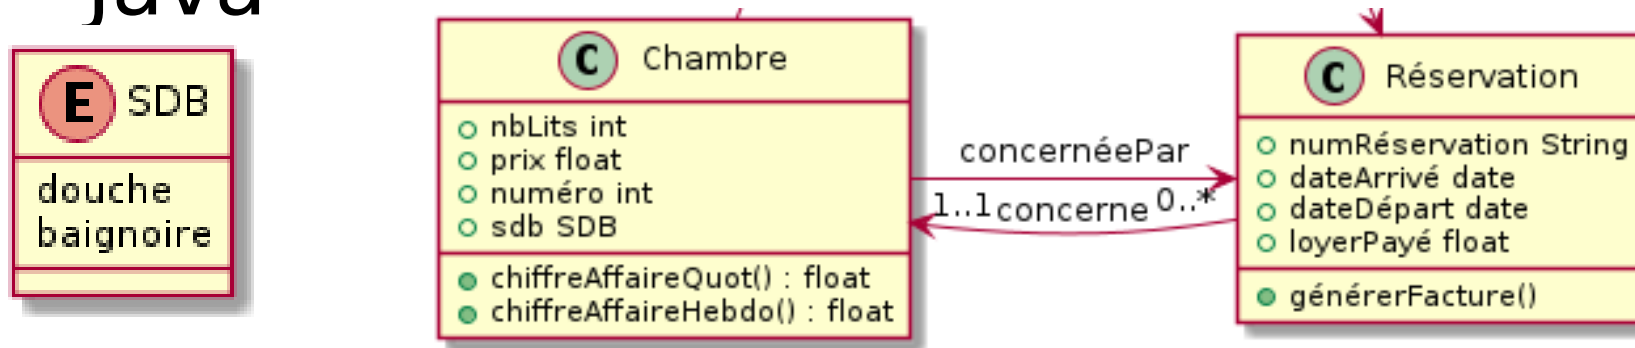 java
E SDB
douche
baignoire
C Chambre
nbLits int
prix float
numéro int
sdb SDB
chiffreAffaireQuot() : float
chiffreAffaireHebdo() : float
concernéePar
1..1 concerne 0..*
C Réservation
numRéservation String
dateArrivé date
dateDépart date
loyerPayé float
générerFacture()